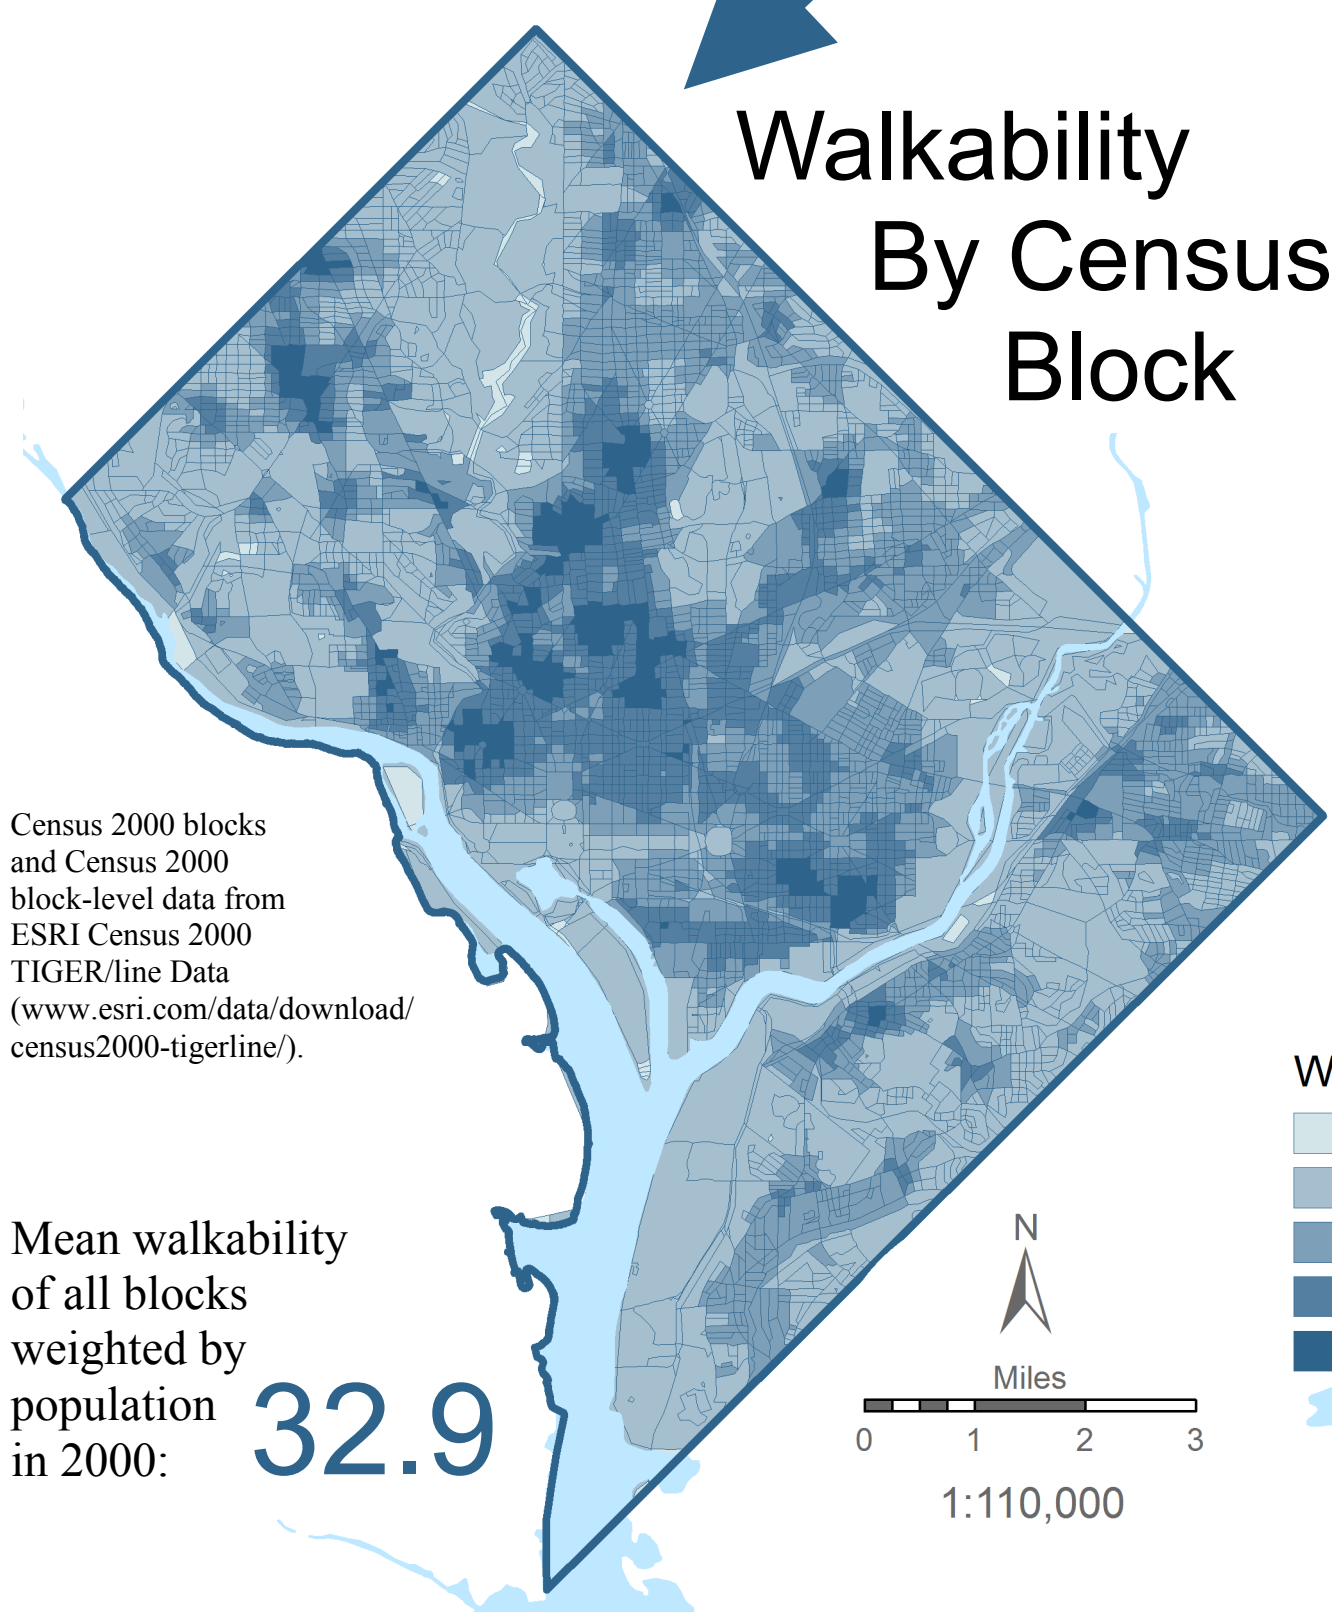 Walkability
By Census
Block
Census 2000 blocks
and Census 2000
block-level data from
ESRI Census 2000
TIGER/line Data
(www.esri.com/data/download/
census2000-tigerline/).
Mean walkability
of all blocks
weighted by
population
in 2000:
32.9
N
Miles
0 1 2 3
1:110,000
W